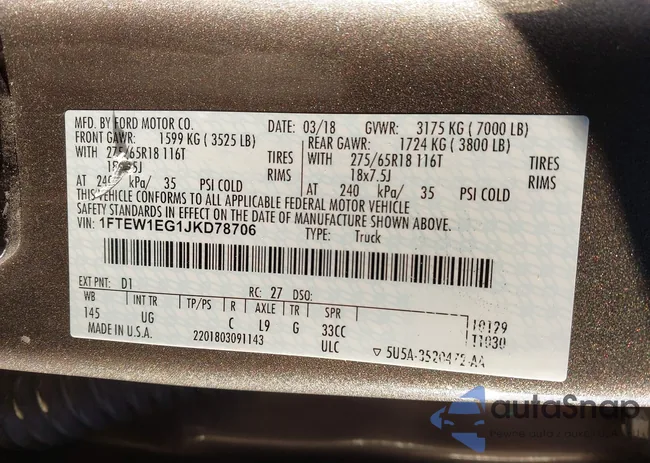 MFD. BY FORD MOTOR CO. DATE: 03/18 GVWR: 3175 KG ( 7000 LB)
FRONT GAWR: 1599 KG ( 3525 LB) REAR GAWR: 1724 KG ( 3800 LB)
WITH 275/65R18 116T TIRES WITH 275/65R18 116T TIRES
18x7.5J 18x7.5J
AT 240 kPa/ 35 PSI COLD AT 240 kPa/ 35 PSI COLD
THIS VEHICLE CONFORMS TO ALL APPLICABLE FEDERAL MOTOR VEHICLE
SAFETY STANDARDS IN EFFECT ON THE DATE OF MANUFACTURE SHOWN ABOVE.
VIN: 1FTEW1EG1JKD78706 TYPE: Truck
EXT PNT: D1 RC: 27 DSO:
WB INT TR TP/PS R AXLE TR SPR
145 UG C L9 G 33CC 10129
MADE IN U.S.A. 2201803091143 ULC T1030
▽ 5U5A-3520472-AA
autoSnap